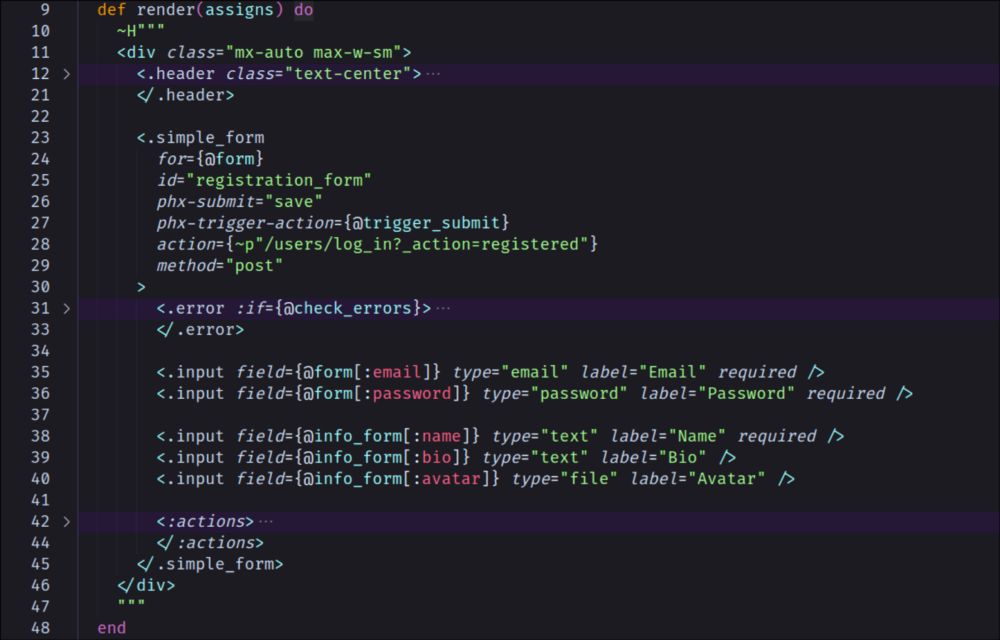 9 def render(assigns) do
10 ~H"""
11 <div class="mx-auto max-w-sm">
12 > <.header class="text-center"> ···
21 </.header>
22
23 <.simple_form
24 for={@form}
25 id="registration_form"
26 phx-submit="save"
27 phx-trigger-action={@trigger_submit}
28 action={~p"/users/log_in?_action=registered"}
29 method="post"
30 >
31 > <.error :if={@check_errors}> ···
33 </.error>
34
35 <.input field={@form[:email]} type="email" label="Email" required />
36 <.input field={@form[:password]} type="password" label="Password" required />
37
38 <.input field={@info_form[:name]} type="text" label="Name" required />
39 <.input field={@info_form[:bio]} type="text" label="Bio" />
40 <.input field={@info_form[:avatar]} type="file" label="Avatar" />
41
42 > <:actions> ···
44 </:actions>
45 </.simple_form>
46 </div>
47 """
48 end